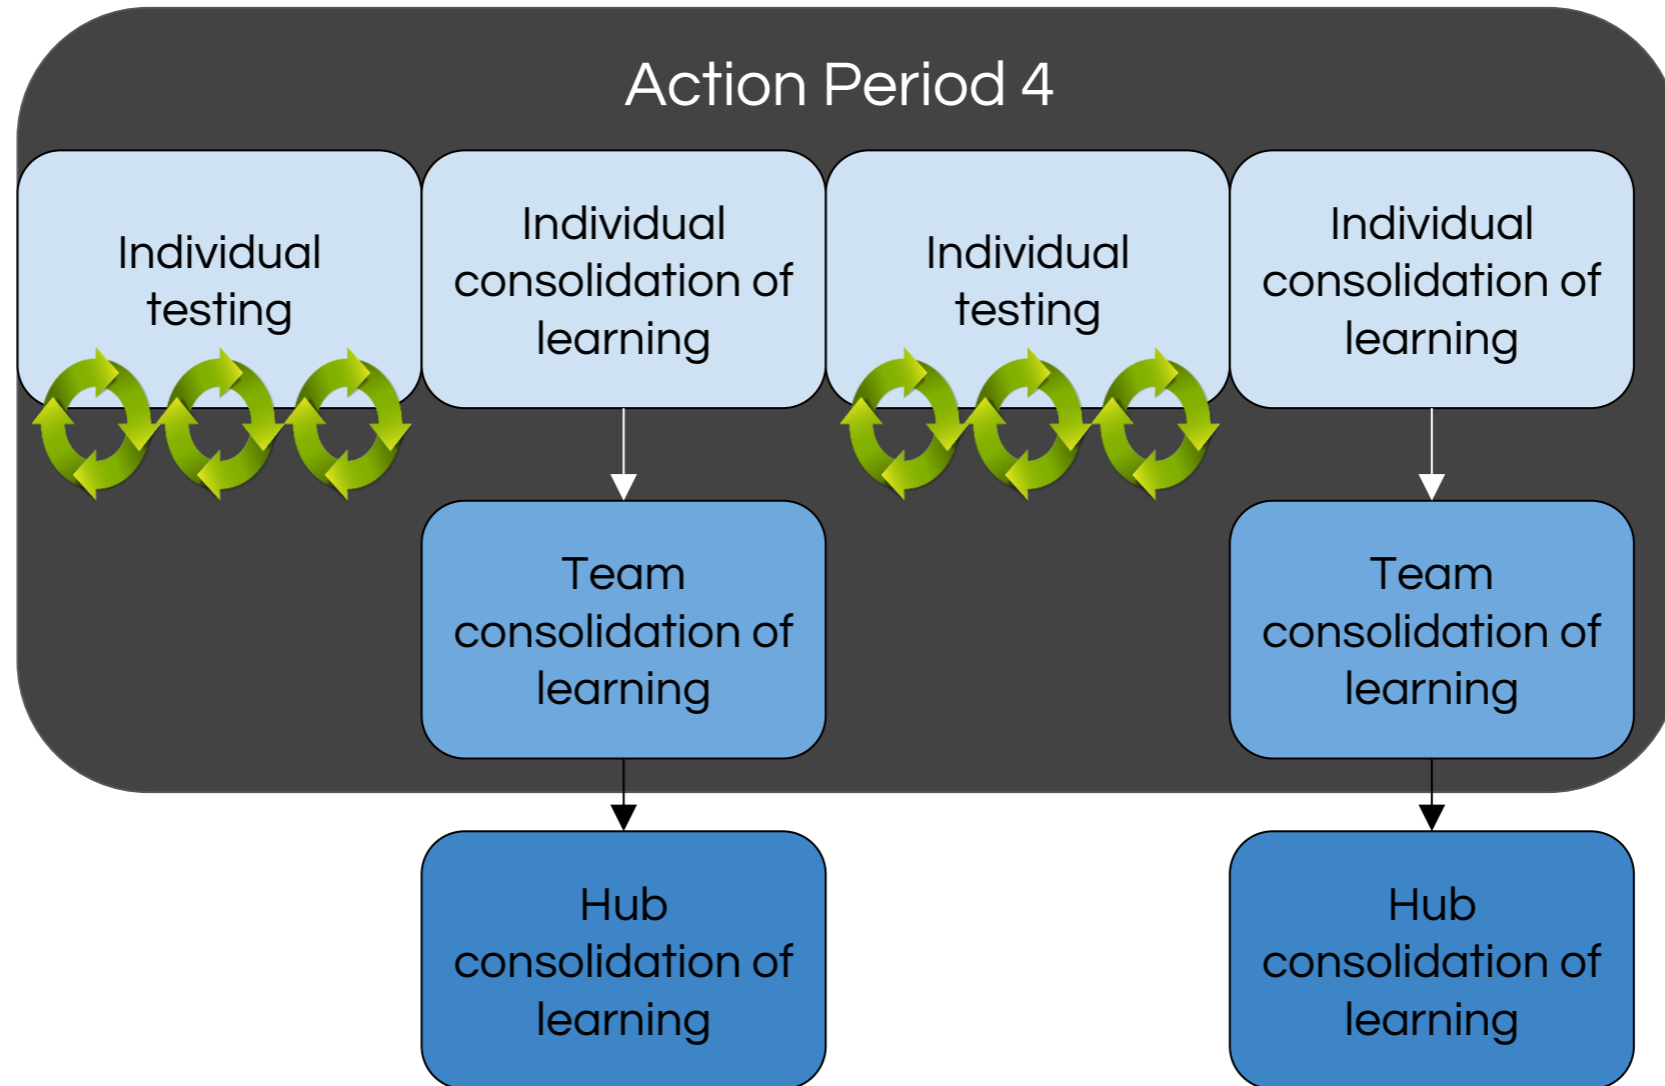 Action Period 4
Individual
testing
Individual
consolidation of
learning
Individual
testing
Individual
consolidation of
learning
Team
consolidation of
learning
Team
consolidation of
learning
Hub
consolidation of
learning
Hub
consolidation of
learning